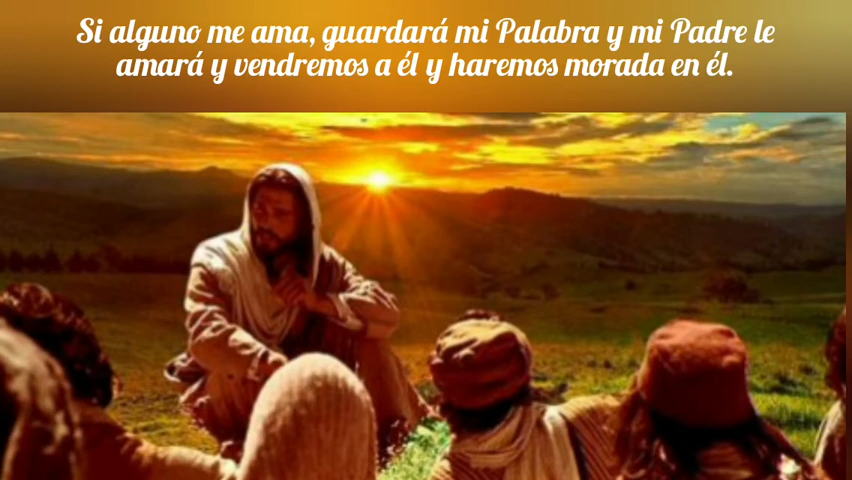 Si alguno me ama, guardará mi Palabra y mi Padre le
amará y vendremos a él y haremos morada en él.